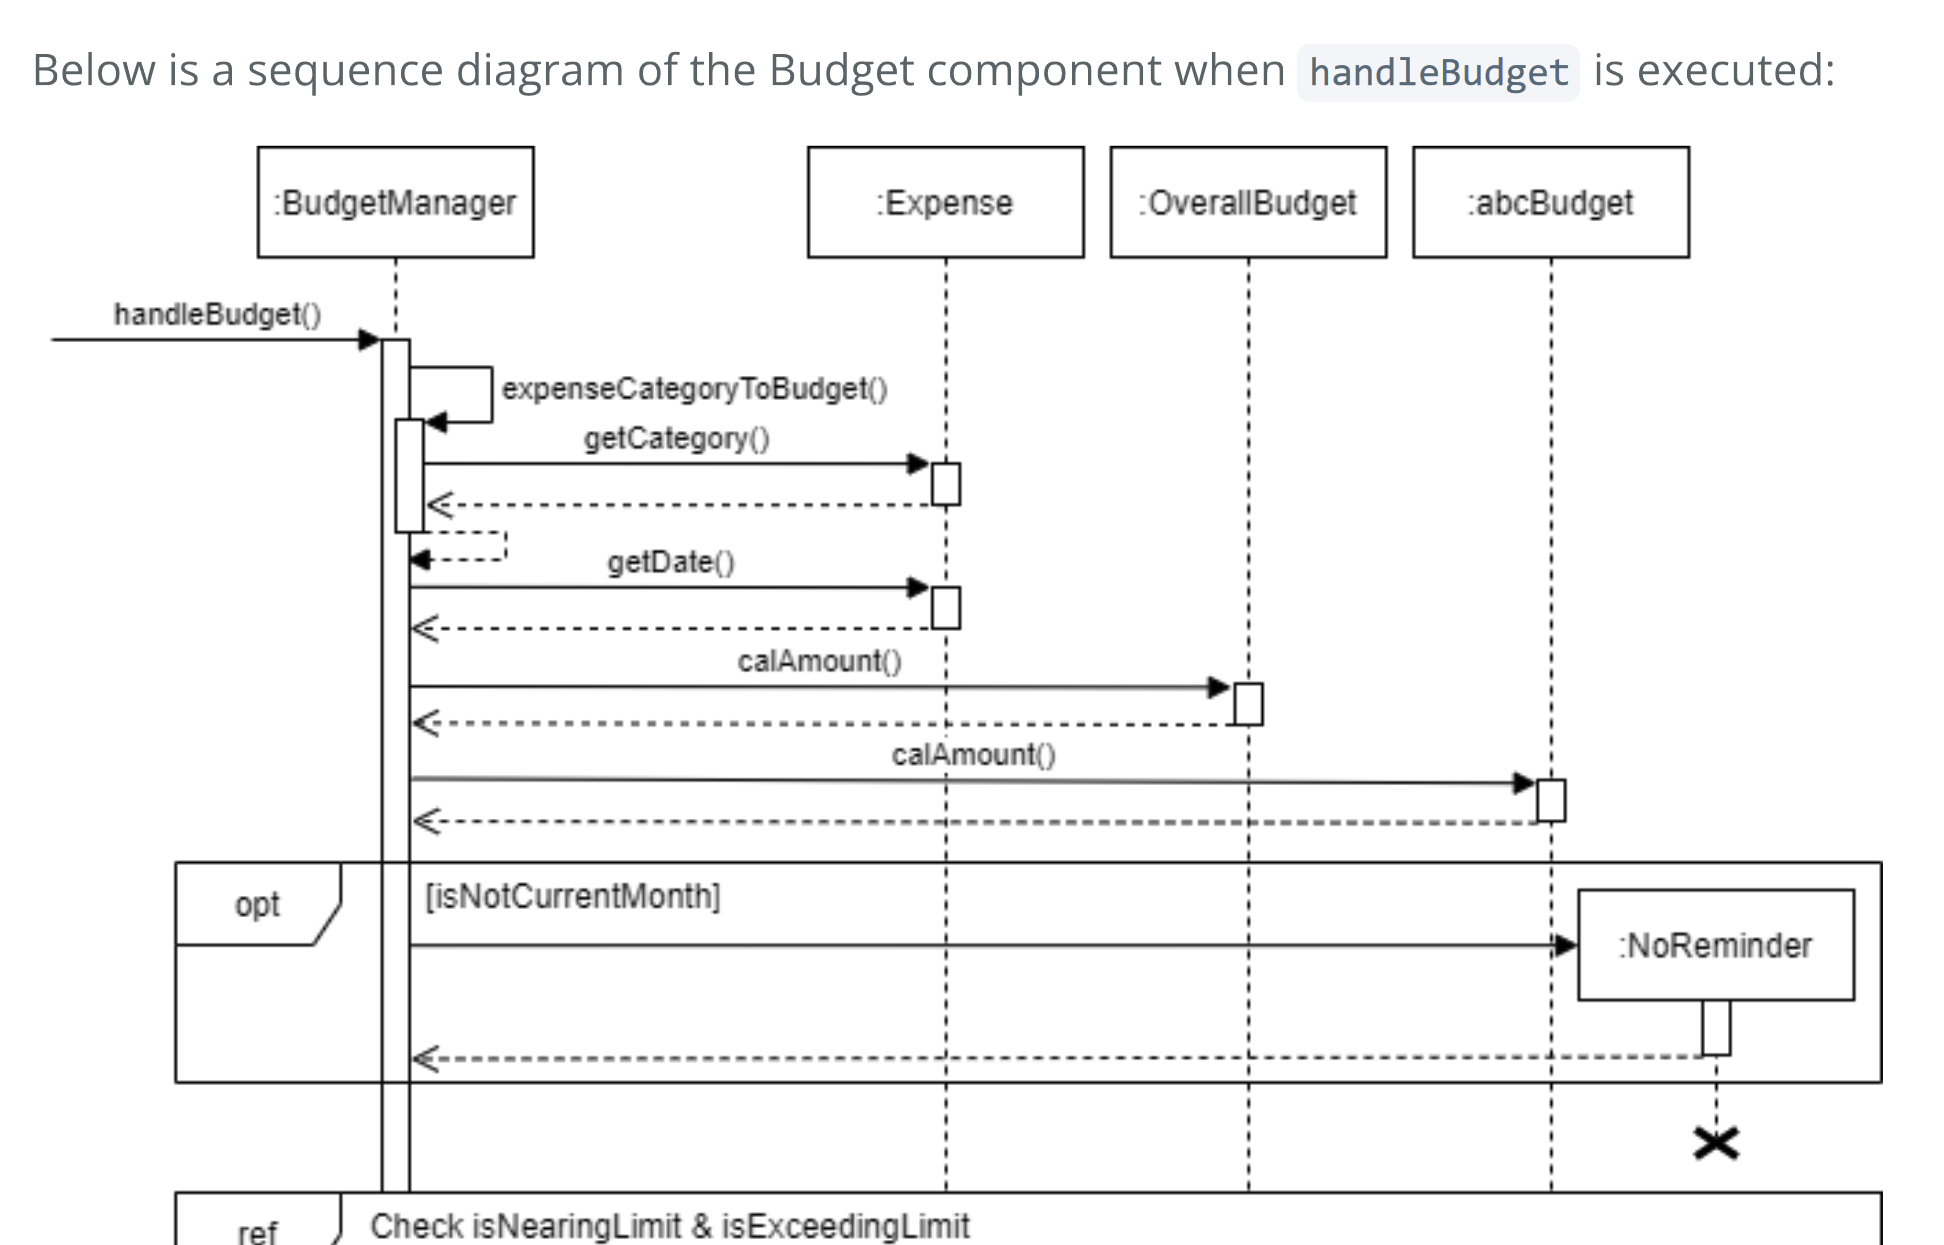 Below is a sequence diagram of the Budget component when handleBudget is executed:
:BudgetManager
:Expense
:OverallBudget
:abcBudget
handleBudget()
expenseCategoryToBudget()
getCategory()
getDate()
calAmount()
calAmount()
opt
[isNotCurrentMonth]
:NoReminder
ref
Check isNearingLimit & isExceedingLimit